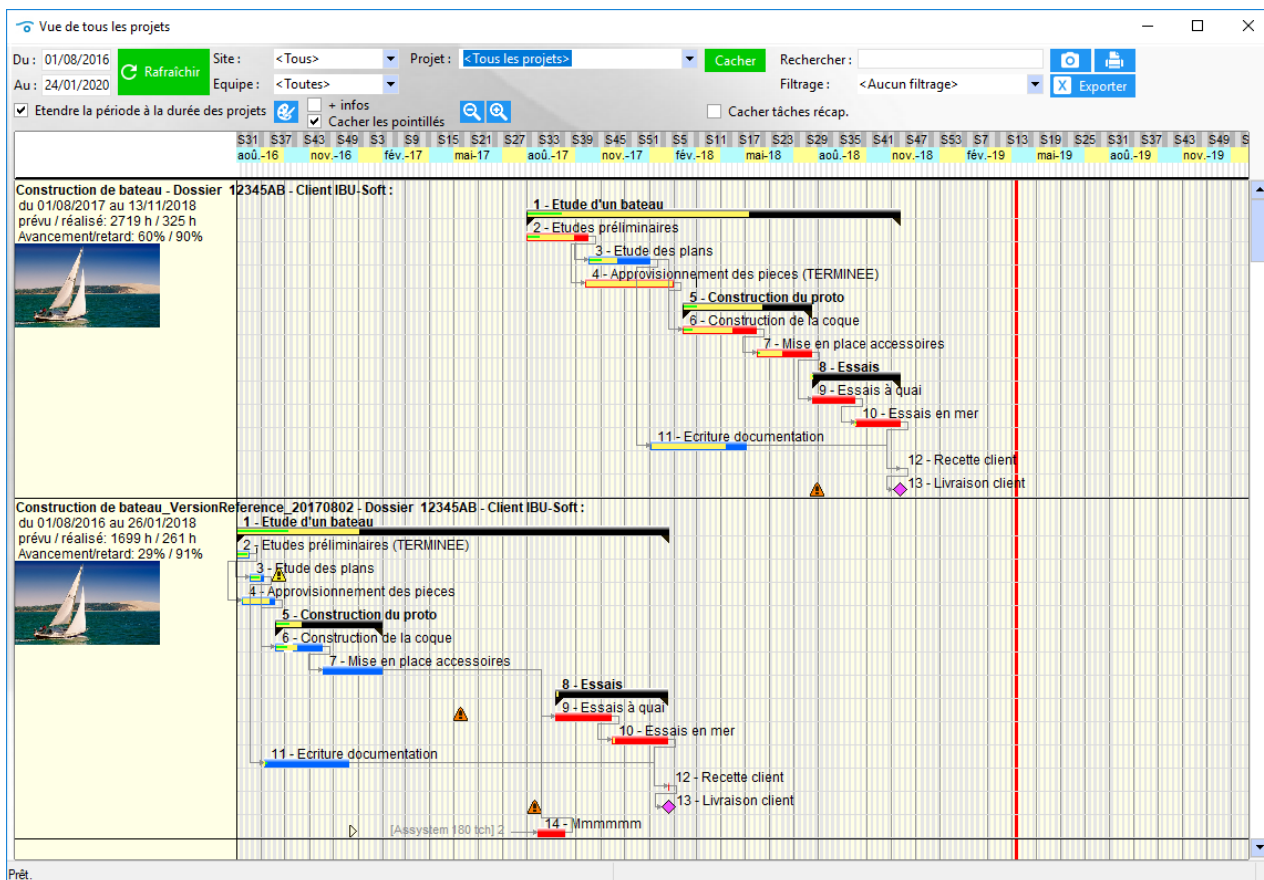 Vue de tous les projets
Du : 01/08/2016 Rafraîchir Site : <Tous> Projet : <Tous les projets> Cacher Rechercher :
Au : 24/01/2020 Equipe : <Toutes> Filtrage : <Aucun filtrage> X Exporter
Etendre la période à la durée des projets + infos
Cacher les pointillés Cacher tâches récap.
S31 S37 S43 S49 S3 S9 S15 S21 S27 S33 S39 S45 S51 S5 S11 S17 S23 S29 S35 S41 S47 S53 S7 S13 S19 S25 S31 S37 S43 S49 S
aoû.-16 nov.-16 fév.-17 mai-17 aoû.-17 nov.-17 fév.-18 mai-18 aoû.-18 nov.-18 fév.-19 mai-19 aoû.-19 nov.-19
Construction de bateau - Dossier 12345AB - Client IBU-Soft :
du 01/08/2017 au 13/11/2018
prévu / réalisé: 2719 h / 325 h
Avancement/retard: 60% / 90%
1 - Etude d'un bateau
2 - Etudes préliminaires
3 - Etude des plans
4 - Approvisionnement des pieces (TERMINEE)
5 - Construction du proto
6 - Construction de la coque
7 - Mise en place accessoires
8 - Essais
9 - Essais à quai
10 - Essais en mer
11 - Ecriture documentation
12 - Recette client
13 - Livraison client
Construction de bateau_VersionReference_20170802 - Dossier 12345AB - Client IBU-Soft :
du 01/08/2016 au 26/01/2018
prévu / réalisé: 1699 h / 261 h
Avancement/retard: 29% / 91%
1 - Etude d'un bateau
2 - Etudes préliminaires (TERMINEE)
3 - Etude des plans
4 - Approvisionnement des pieces
5 - Construction du proto
6 - Construction de la coque
7 - Mise en place accessoires
8 - Essais
9 - Essais à quai
10 - Essais en mer
11 - Ecriture documentation
12 - Recette client
13 - Livraison client
[Assystem 180 tch] 2 14 - Mmmmmm
Prêt.